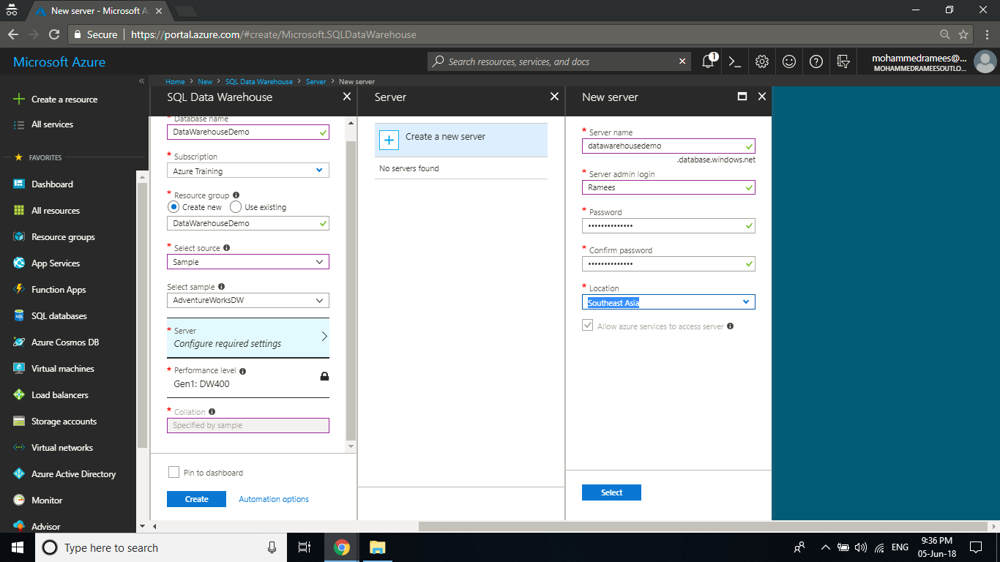 New server - Microsoft A
Secure | https://portal.azure.com/#create/Microsoft.SQLDataWarehouse
Microsoft Azure
Search resources, services, and docs
1
mohammedramees@...
MOHAMMEDRAMEESOUTLO...
Home > New > SQL Data Warehouse > Server > New server
Create a resource
All services
FAVORITES
Dashboard
All resources
Resource groups
App Services
Function Apps
SQL databases
Azure Cosmos DB
Virtual machines
Load balancers
Storage accounts
Virtual networks
Azure Active Directory
Monitor
Advisor
SQL Data Warehouse
* Database name
DataWarehouseDemo
* Subscription
Azure Training
* Resource group
Create new Use existing
DataWarehouseDemo
* Select source
Sample
Select sample
AdventureWorksDW
* Server
Configure required settings
* Performance level
Gen1: DW400
* Collation
Specified by sample
Pin to dashboard
Create Automation options
Server
Create a new server
No servers found
New server
* Server name
datawarehousedemo
.database.windows.net
* Server admin login
Ramees
* Password
••••••••••••••
* Confirm password
••••••••••••••
* Location
Southeast Asia
Allow azure services to access server
Select
Type here to search
ENG
9:36 PM
05-Jun-18